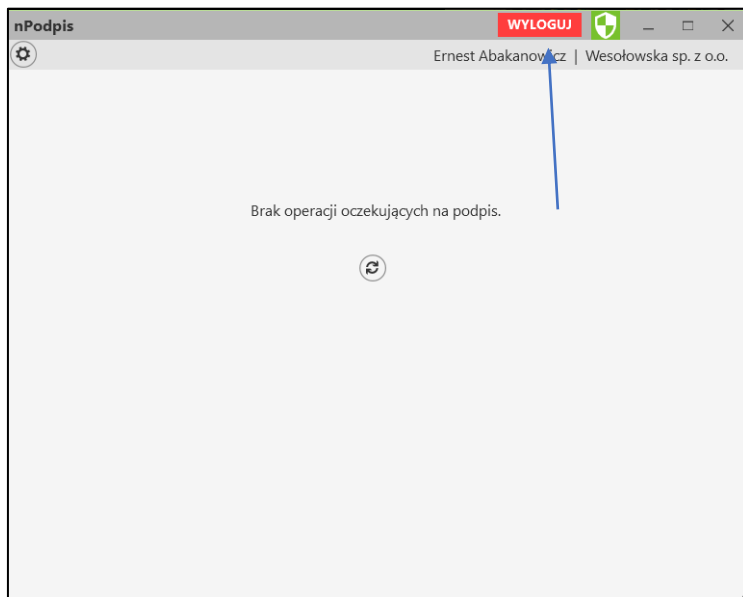 nPodpis WYLOGUJ
Ernest Abakanowicz | Wesołowska sp. z o.o.
Brak operacji oczekujących na podpis.